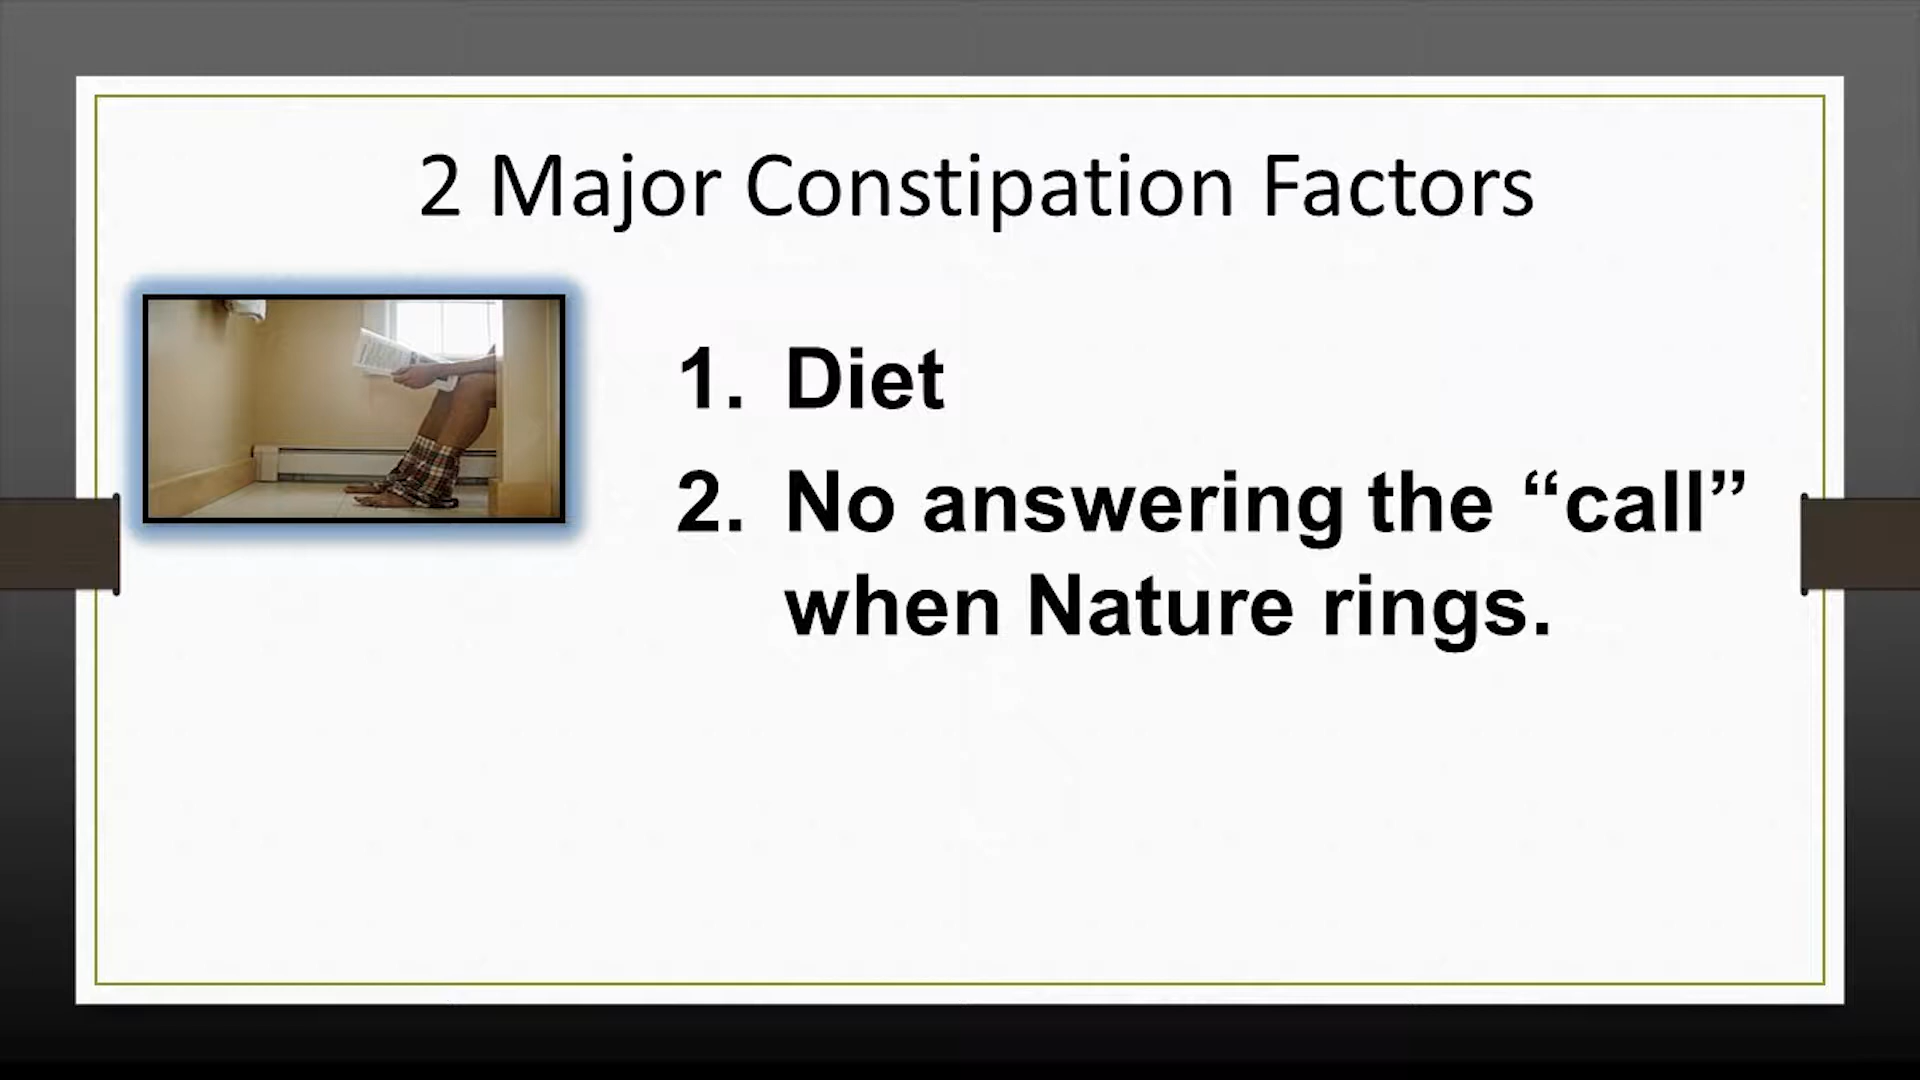 2 Major Constipation Factors
1. Diet
2. No answering the “call”
when Nature rings.